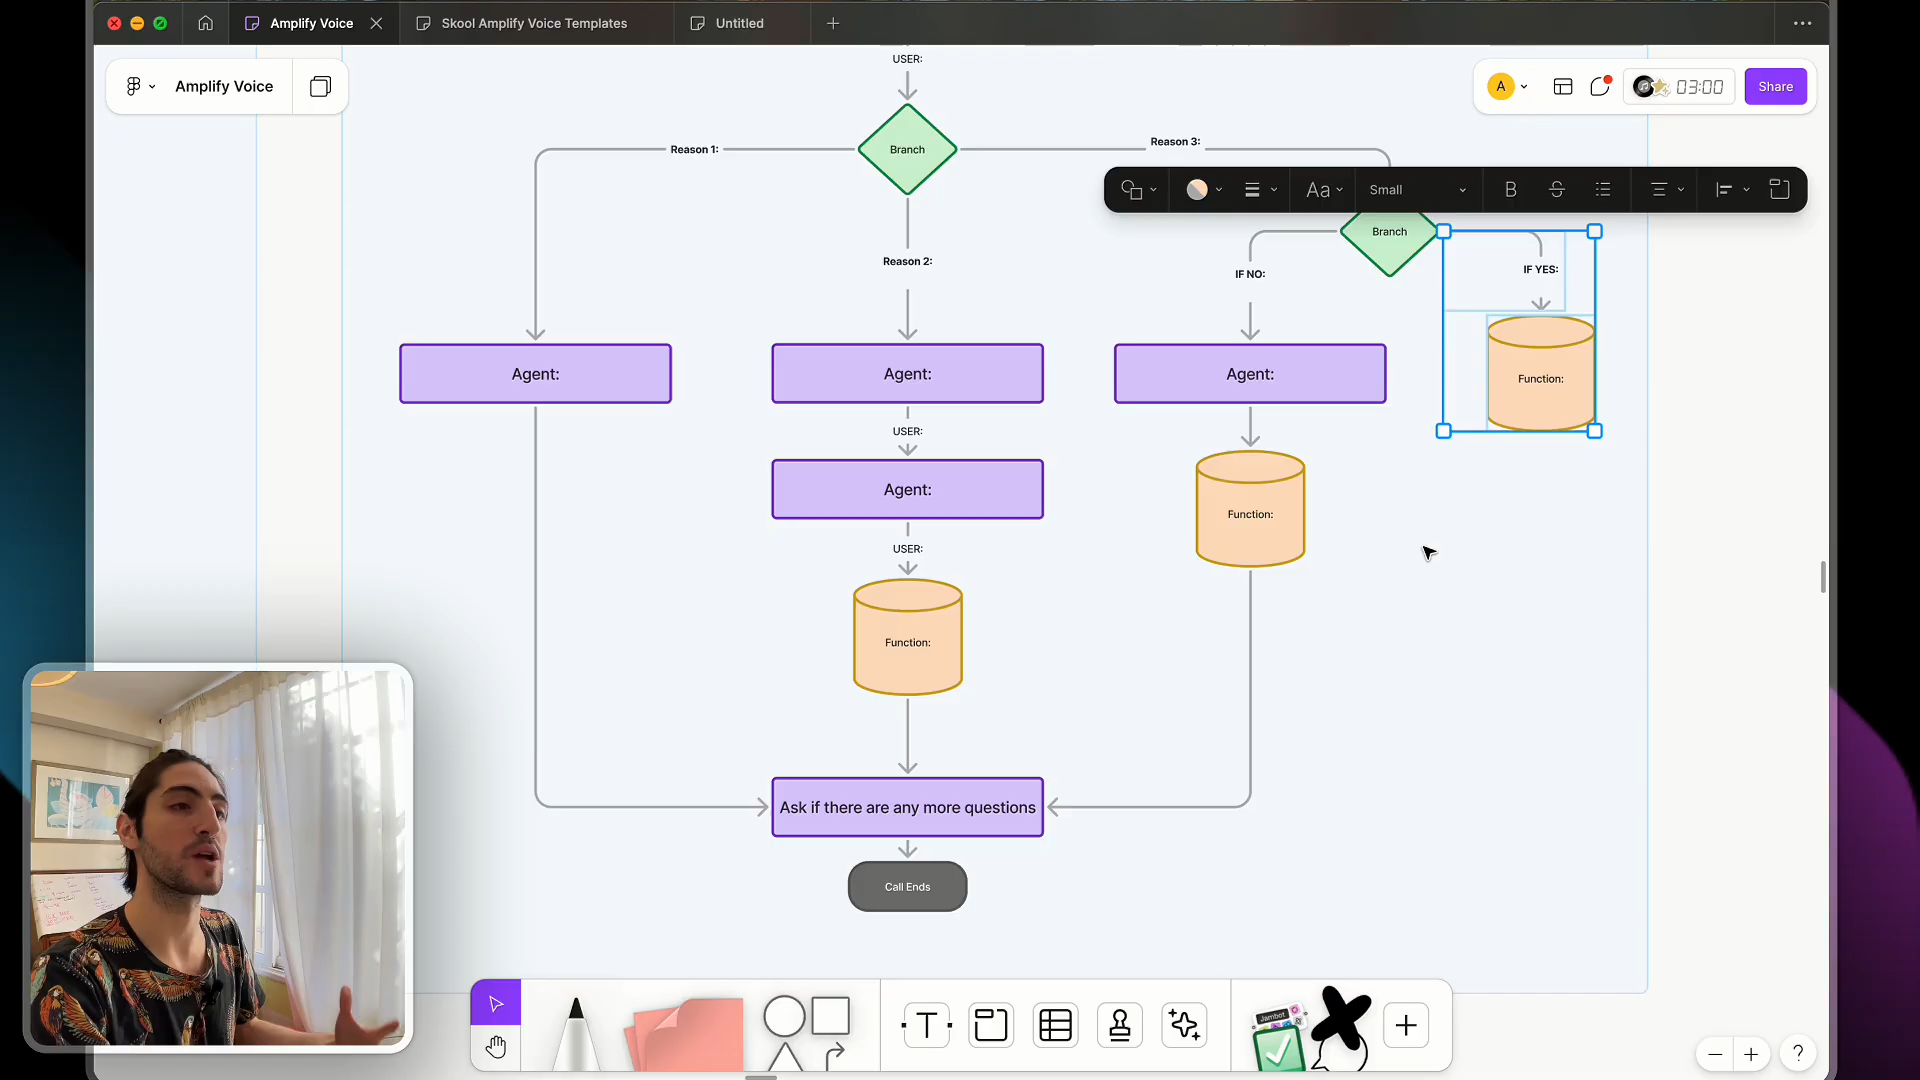 Amplify Voice
Skool Amplify Voice Templates
Untitled
Amplify Voice
A
03:00
Share
USER:
Branch
Reason 1:
Reason 3:
Aa
Small
B
S
Branch
Reason 2:
IF NO:
IF YES:
Agent:
Agent:
Agent:
Function:
USER:
Agent:
Function:
USER:
Function:
Ask if there are any more questions
Call Ends
T
Jambot
?